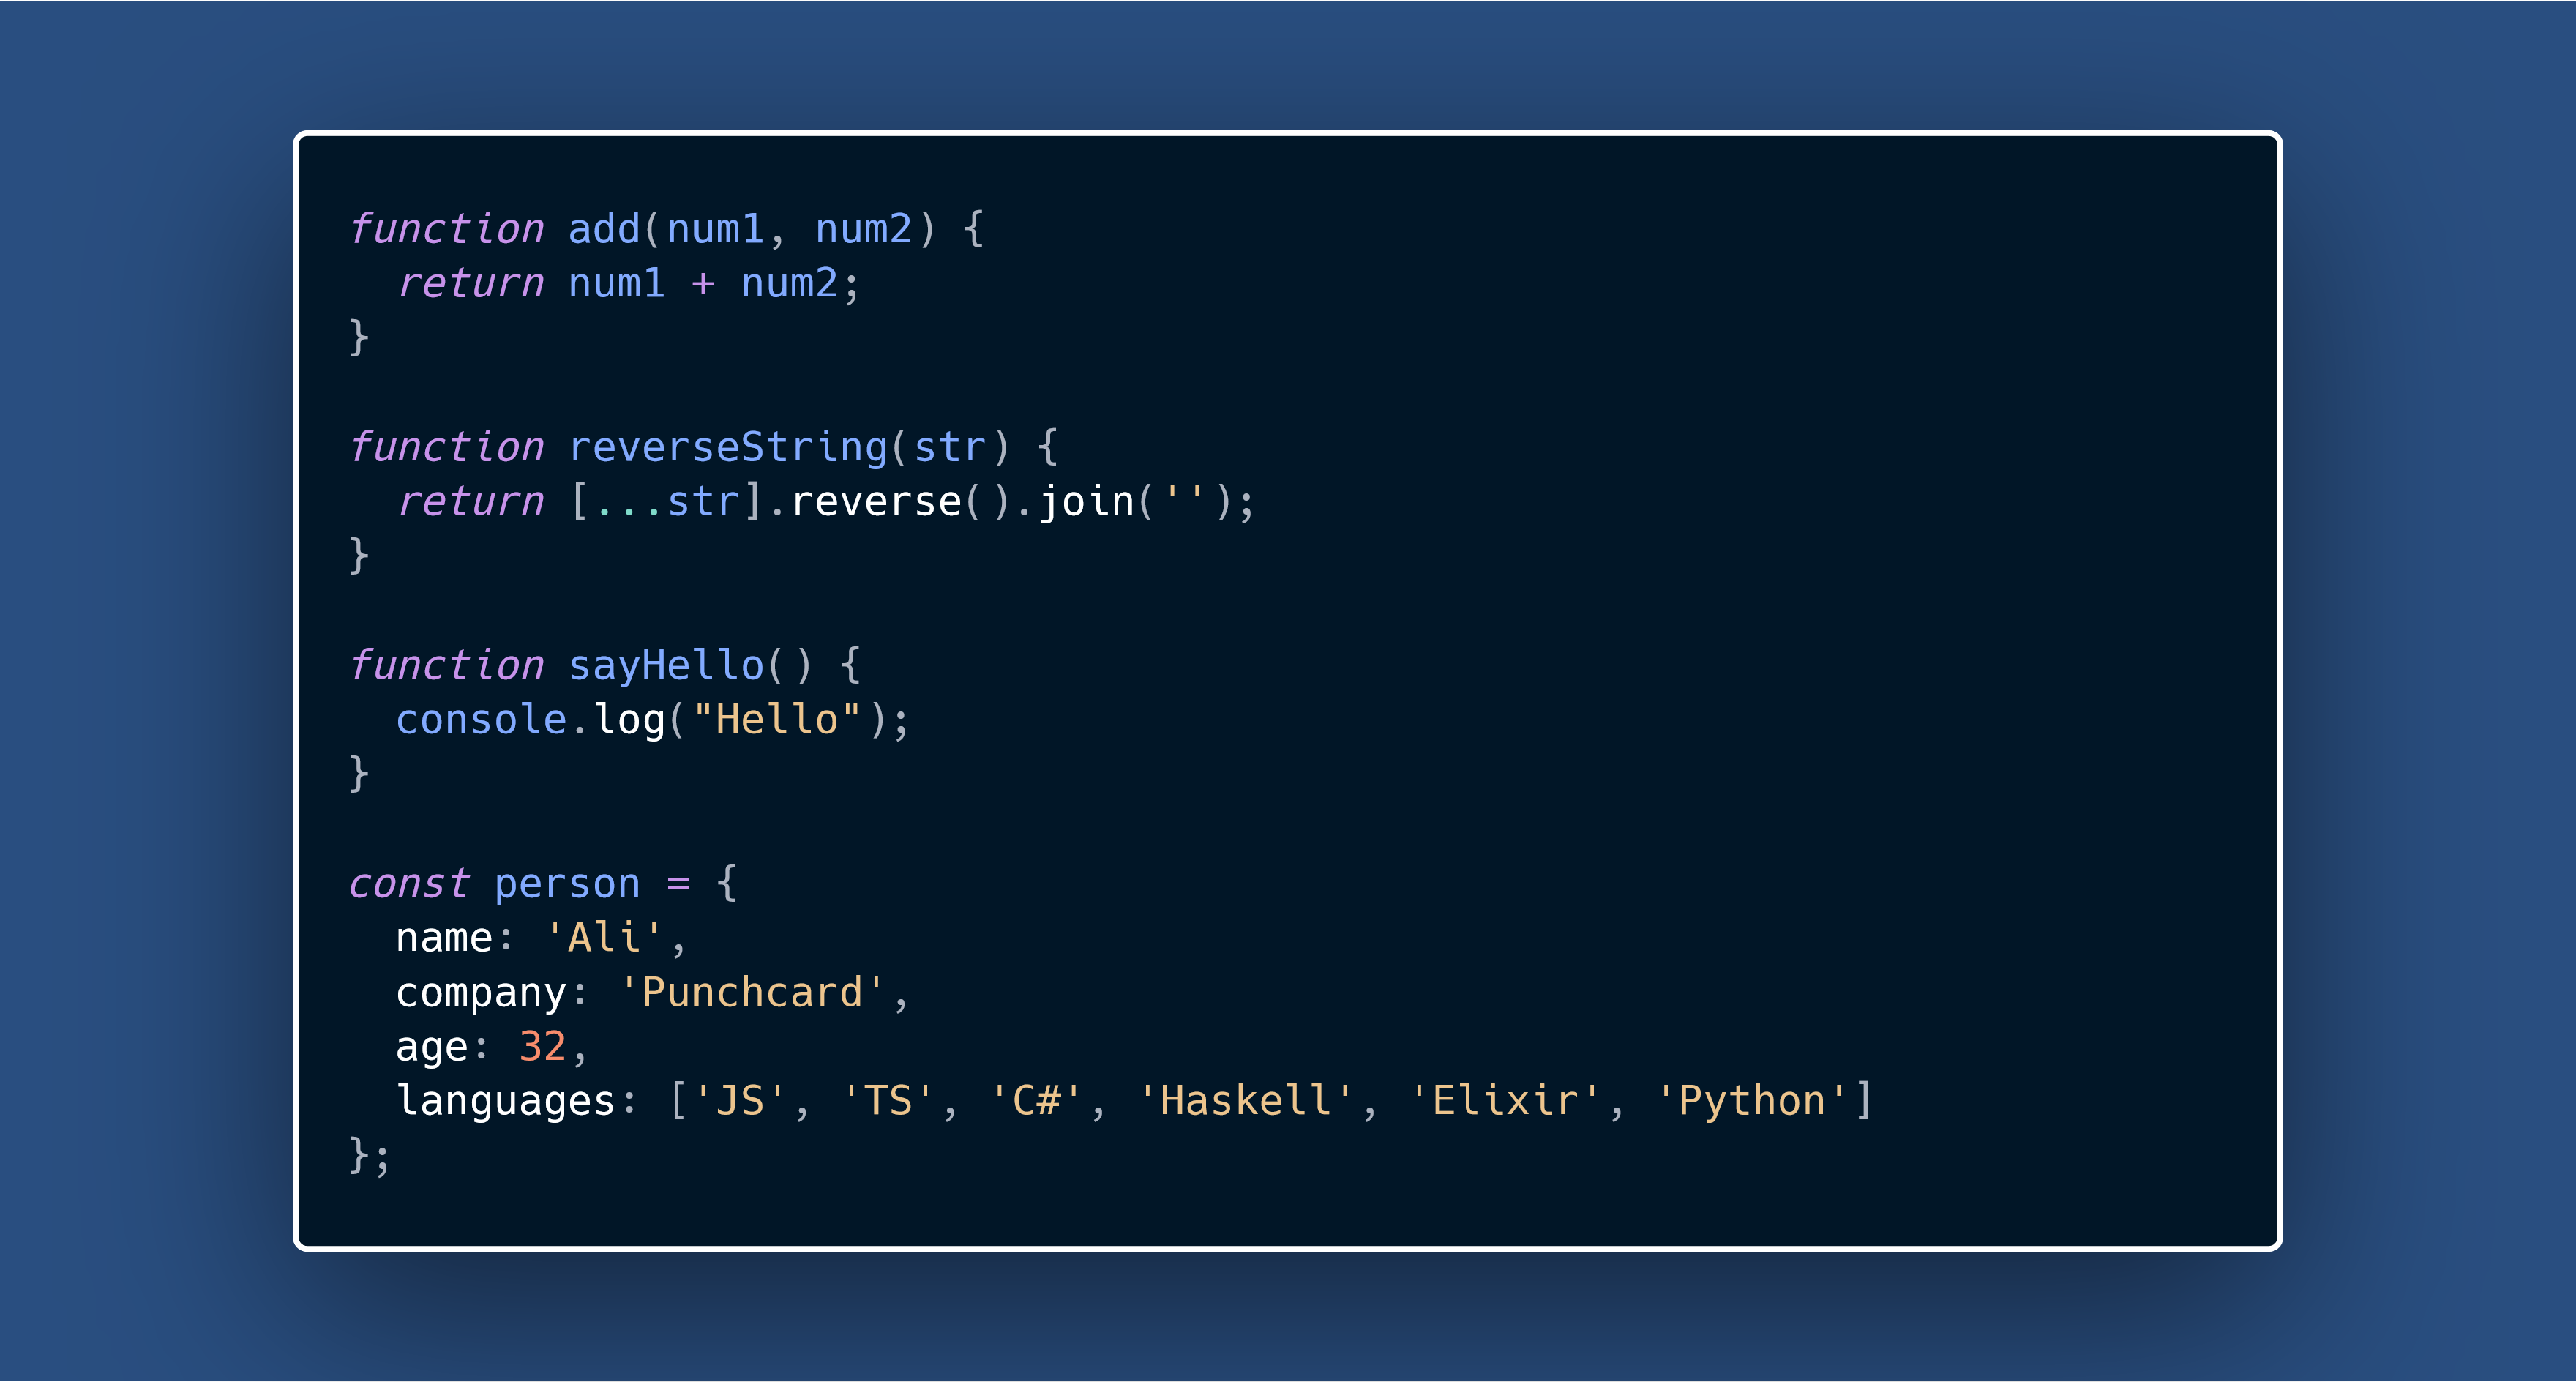 function add(num1, num2) {
  return num1 + num2;
}

function reverseString(str) {
  return [...str].reverse().join('');
}

function sayHello() {
  console.log("Hello");
}

const person = {
  name: 'Ali',
  company: 'Punchcard',
  age: 32,
  languages: ['JS', 'TS', 'C#', 'Haskell', 'Elixir', 'Python']
};